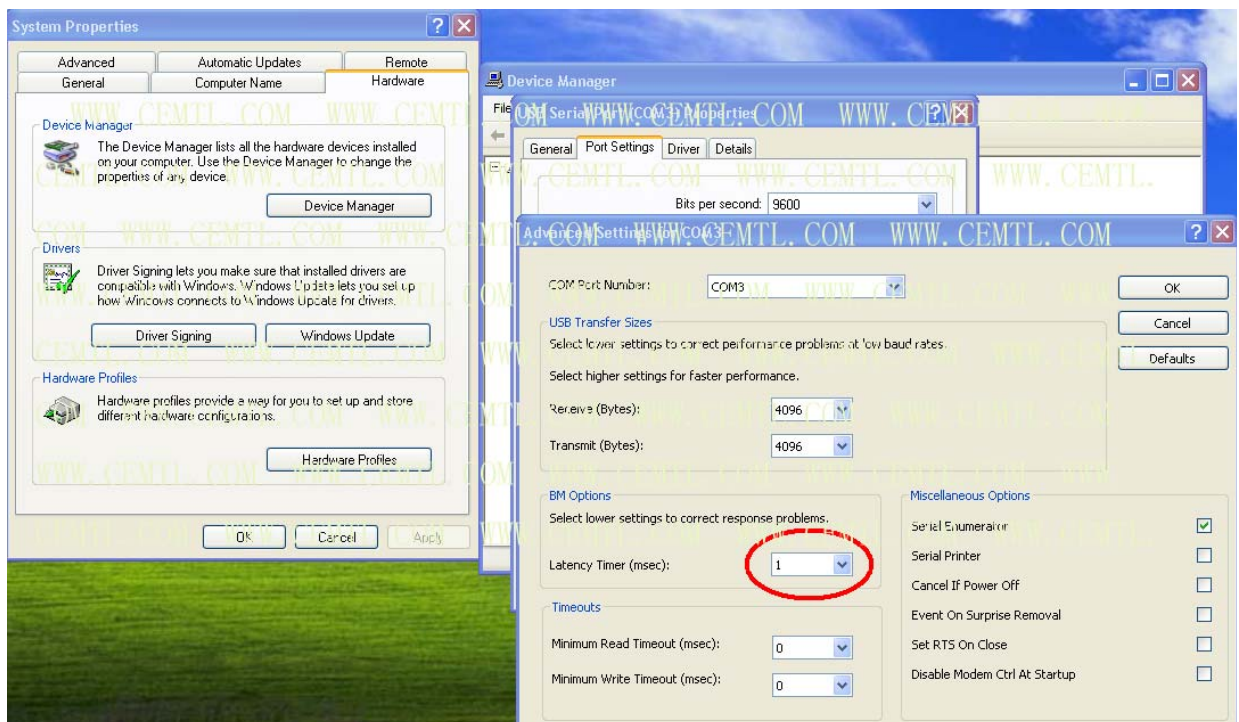 System Properties
Advanced
Automatic Updates
Remote
General
Computer Name
Hardware
Device Manager
The Device Manager lists all the hardware devices installed
on your computer. Use the Device Manager to change the
properties of any device.
Device Manager
Drivers
Driver Signing lets you make sure that installed drivers are
compatible with Windows. Windows Update lets you set up
how Windows connects to Windows Update for drivers.
Driver Signing
Windows Update
Hardware Profiles
Hardware profiles provide a way for you to set up and store
different hardware configurations.
Hardware Profiles
OK
Cancel
Apply
Device Manager
File
USB Serial Port (COM3) Properties
General
Port Settings
Driver
Details
Bits per second: 9600
Advanced Settings for COM3
COM Port Number: COM3
OK
Cancel
Defaults
USB Transfer Sizes
Select lower settings to correct performance problems at low baud rates.
Select higher settings for faster performance.
Receive (Bytes): 4096
Transmit (Bytes): 4096
BM Options
Select lower settings to correct response problems.
Latency Timer (msec): 1
Timeouts
Minimum Read Timeout (msec): 0
Minimum Write Timeout (msec): 0
Miscellaneous Options
Serial Enumerator
Serial Printer
Cancel If Power Off
Event On Surprise Removal
Set RTS On Close
Disable Modem Ctrl At Startup
WWW. CEMTL. COM